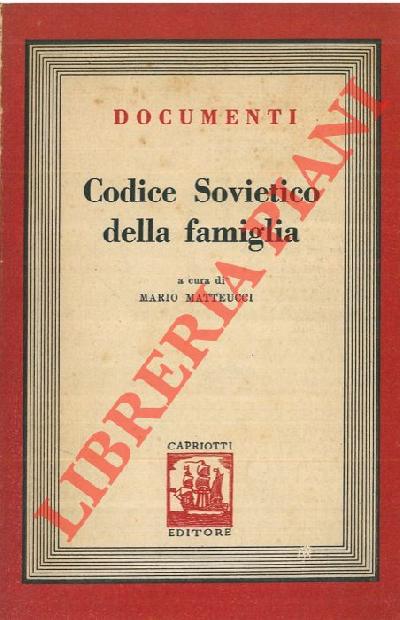 DOCUMENTI
Codice Sovietico
della famiglia
a cura di
MARIO MATTEUCCI
CAPRIOTTI
EDITORE
LIBRERIA PIANI